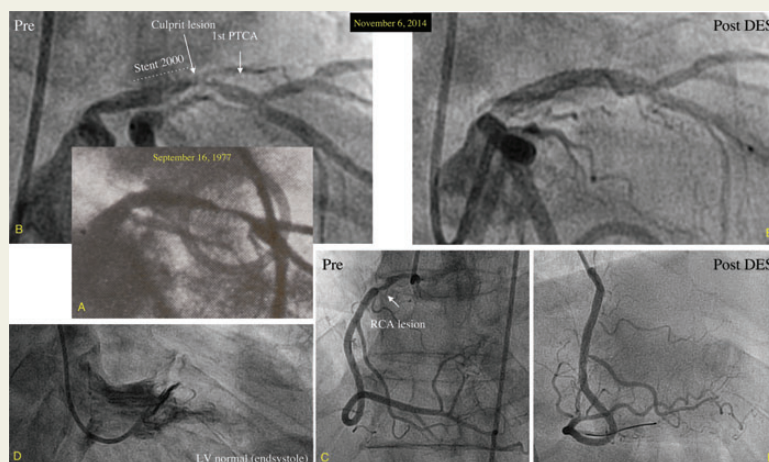 Pre
November 6, 2014
Post DES
Culprit lesion
1st PTCA
Stent 2000
B
September 16, 1977
A
Pre
RCA lesion
C
Post DES
D
LV normal (endsystole)